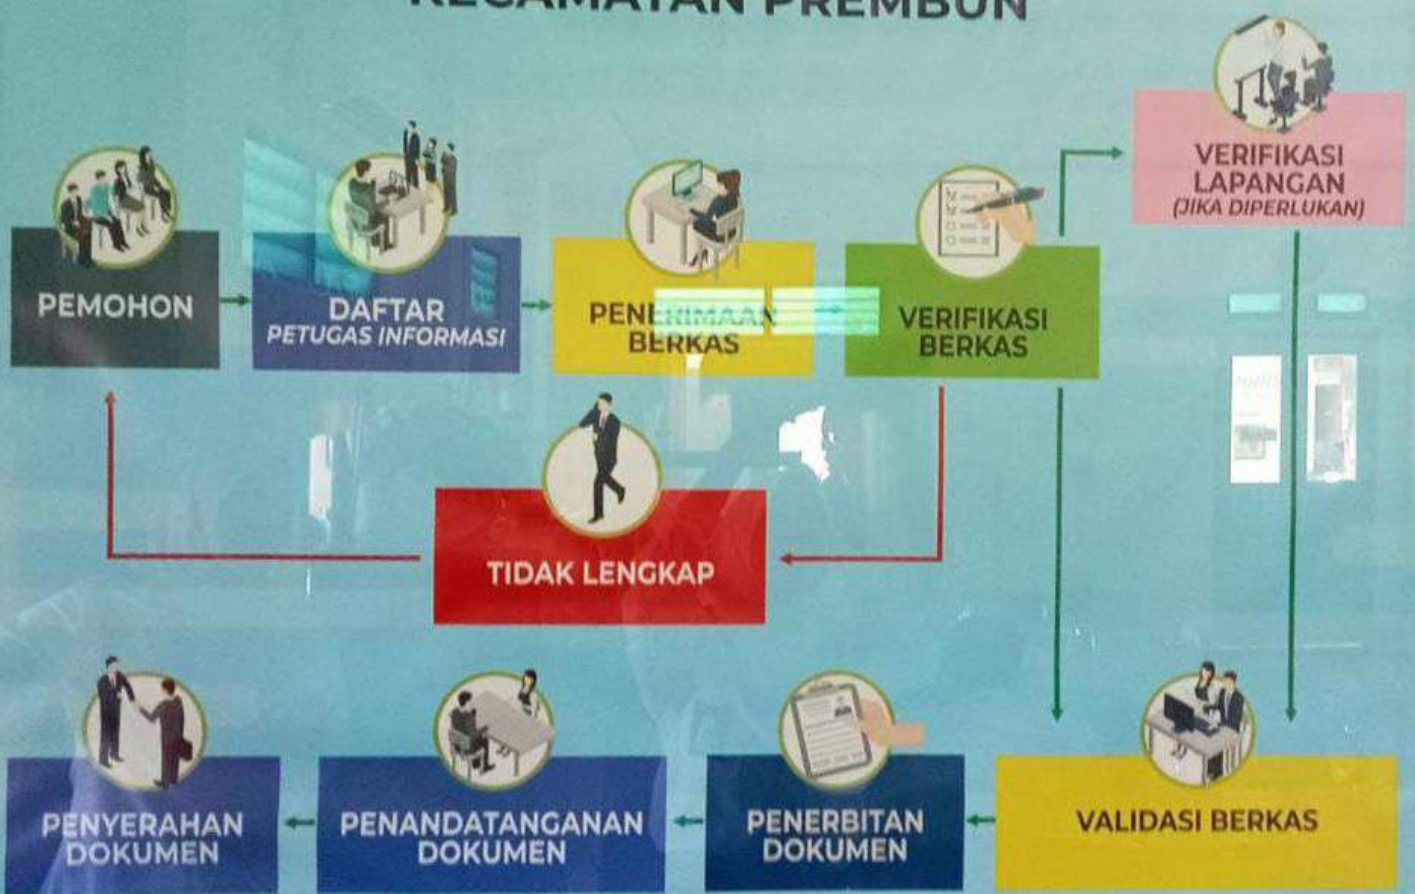 KECAMATAN PREMBUN
VERIFIKASI
LAPANGAN
(JIKA DIPERLUKAN)
PEMOHON
DAFTAR
PETUGAS INFORMASI
PENERIMAAN
BERKAS
VERIFIKASI
BERKAS
TIDAK LENGKAP
PENYERAHAN
DOKUMEN
PENANDATANGANAN
DOKUMEN
PENERBITAN
DOKUMEN
VALIDASI BERKAS